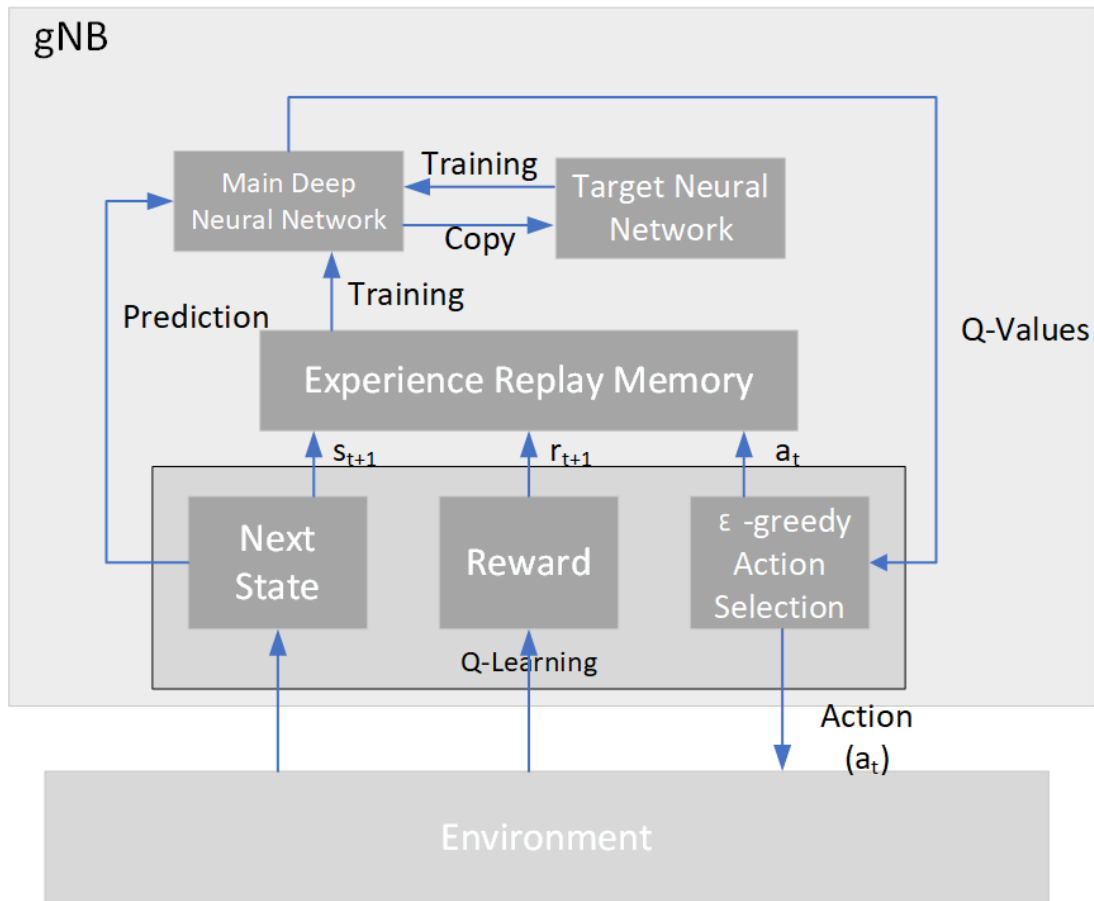 gNB
Main Deep
Neural Network
Training
Target Neural
Network
Copy
Training
Prediction
Q-Values
Experience Replay Memory
sₜ₊₁
rₜ₊₁
aₜ
Next
State
Reward
ε -greedy
Action
Selection
Q-Learning
Action
(aₜ)
Environment